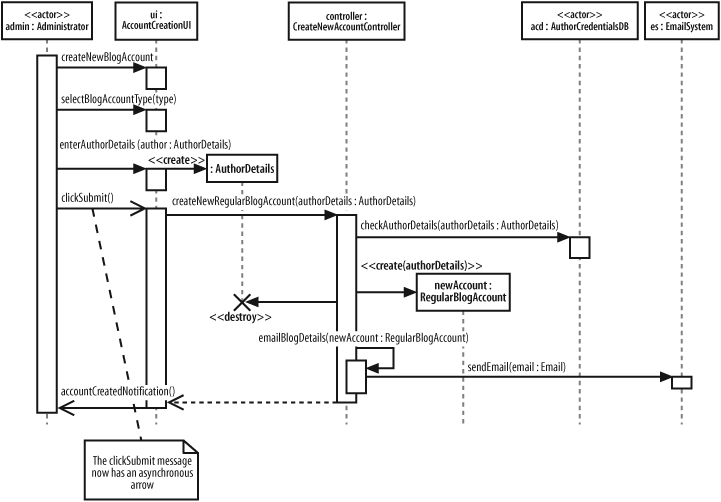 <<actor>>
admin : Administrator
ui :
AccountCreationUI
controller :
CreateNewAccountController
<<actor>>
acd : AuthorCredentialsDB
<<actor>>
es : EmailSystem
createNewBlogAccount
selectBlogAccountType(type)
enterAuthorDetails (author : AuthorDetails)
<<create>>
: AuthorDetails
clickSubmit()
createNewRegularBlogAccount(authorDetails : AuthorDetails)
checkAuthorDetails(authorDetails : AuthorDetails)
<<create(authorDetails)>>
newAccount :
RegularBlogAccount
<<destroy>>
emailBlogDetails(newAccount : RegularBlogAccount)
sendEmail(email : Email)
accountCreatedNotification()
The clickSubmit message
now has an asynchronous
arrow